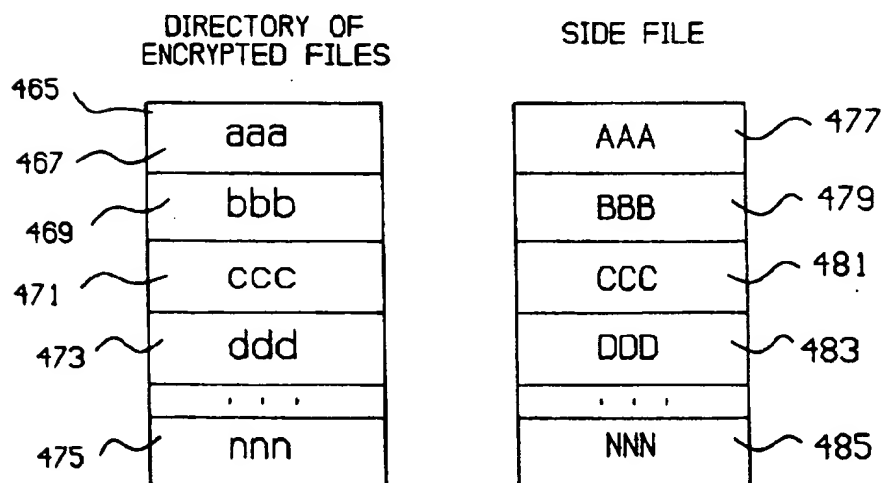 DIRECTORY OF
ENCRYPTED FILES
SIDE FILE
465
467
aaa
469
bbb
471
ccc
473
ddd
. . .
475
nnn
AAA
477
BBB
479
CCC
481
DDD
483
. . .
NNN
485